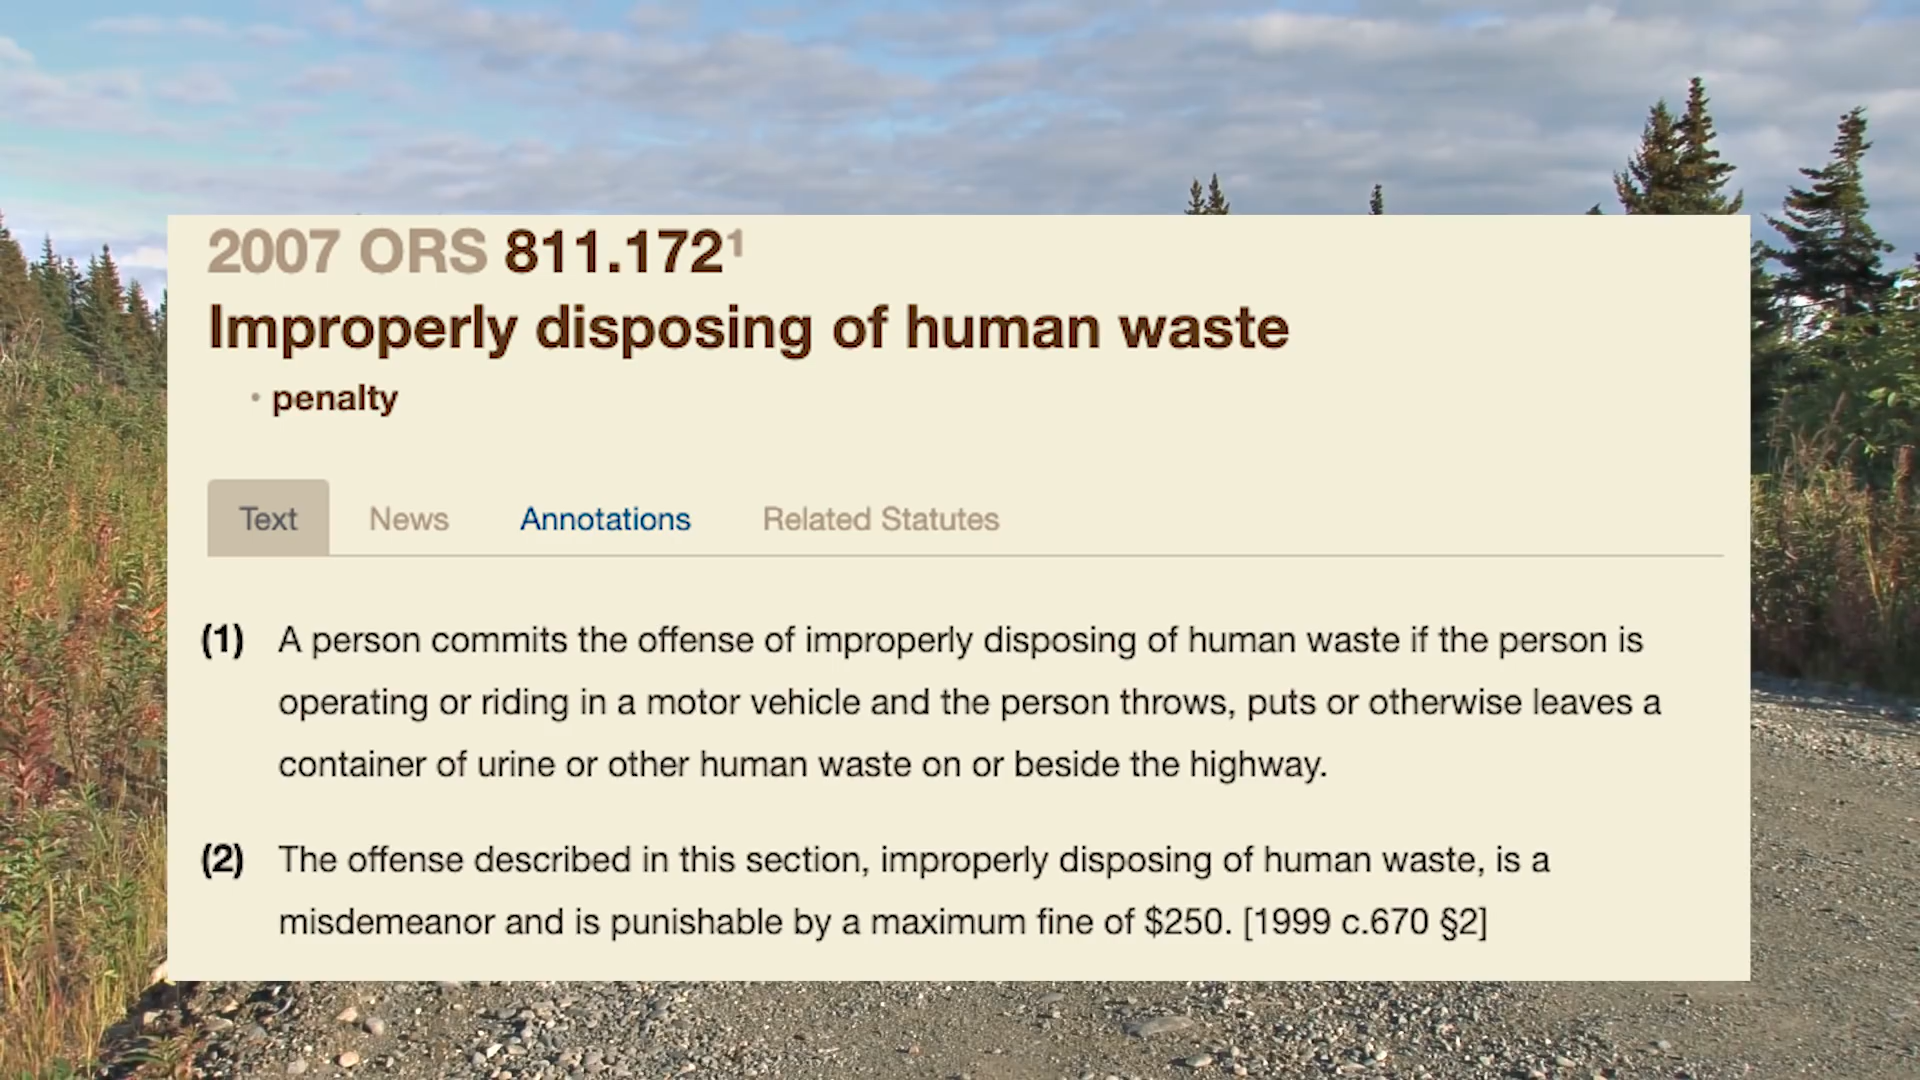 2007 ORS 811.172¹
Improperly disposing of human waste
• penalty
Text News Annotations Related Statutes
(1) A person commits the offense of improperly disposing of human waste if the person is
operating or riding in a motor vehicle and the person throws, puts or otherwise leaves a
container of urine or other human waste on or beside the highway.
(2) The offense described in this section, improperly disposing of human waste, is a
misdemeanor and is punishable by a maximum fine of $250. [1999 c.670 §2]